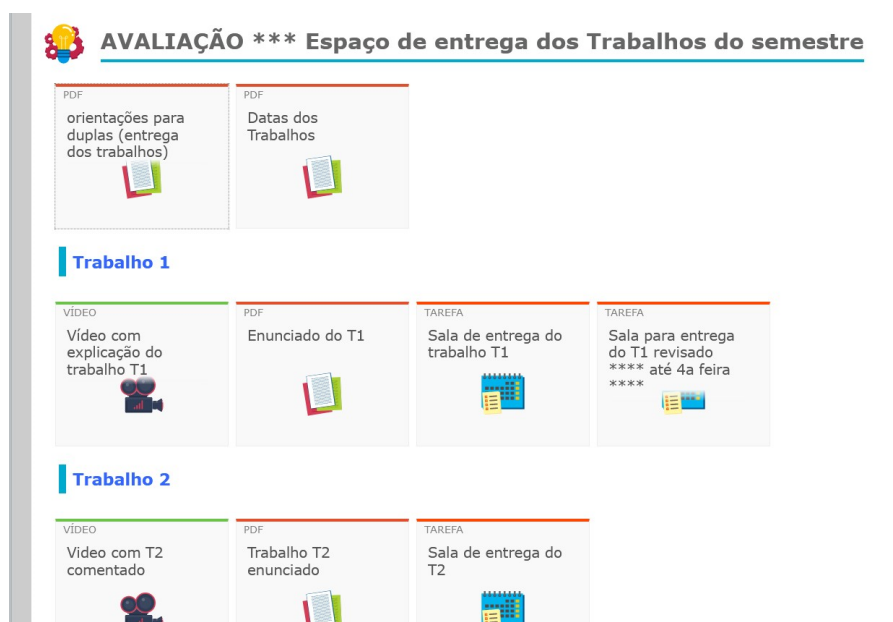 AVALIAÇÃO *** Espaço de entrega dos Trabalhos do semestre
PDF
orientações para
duplas (entrega
dos trabalhos)
PDF
Datas dos
Trabalhos
Trabalho 1
VÍDEO
Vídeo com
explicação do
trabalho T1
PDF
Enunciado do T1
TAREFA
Sala de entrega do
trabalho T1
TAREFA
Sala para entrega
do T1 revisado
**** até 4a feira
****
Trabalho 2
VÍDEO
Video com T2
comentado
PDF
Trabalho T2
enunciado
TAREFA
Sala de entrega do
T2